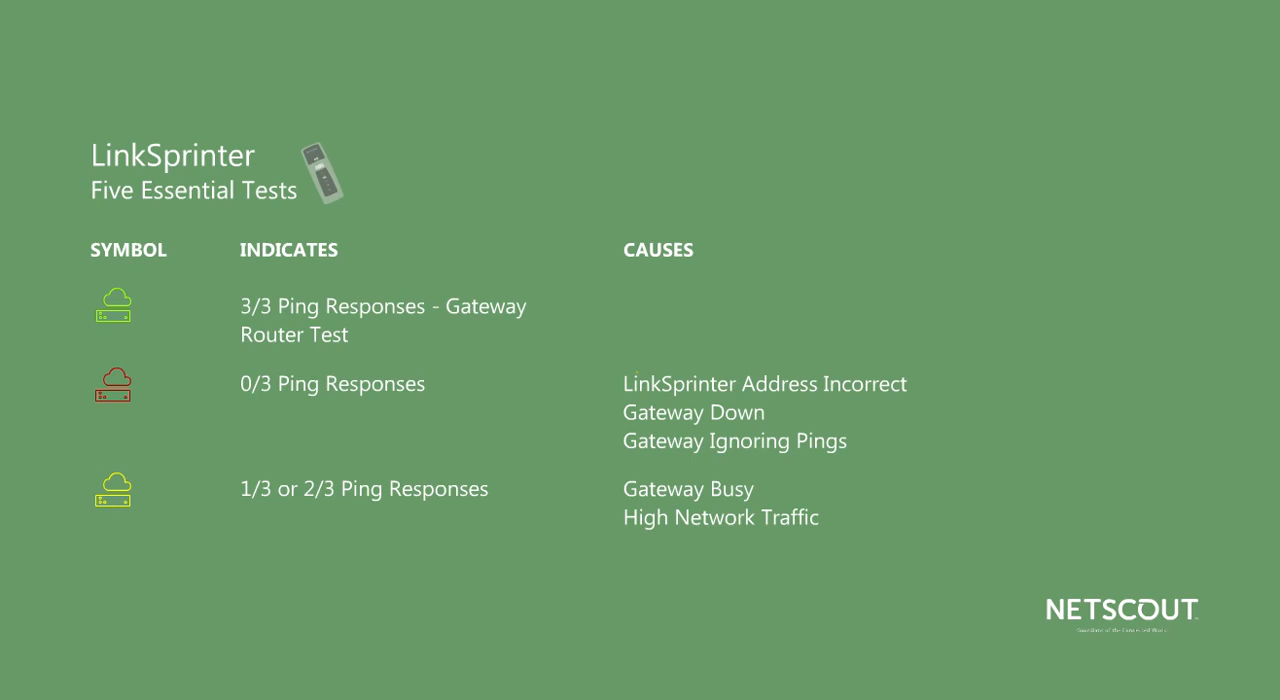 LinkSprinter
Five Essential Tests
SYMBOL INDICATES CAUSES
3/3 Ping Responses - Gateway
Router Test
0/3 Ping Responses LinkSprinter Address Incorrect
Gateway Down
Gateway Ignoring Pings
1/3 or 2/3 Ping Responses Gateway Busy
High Network Traffic
NETSCOUT